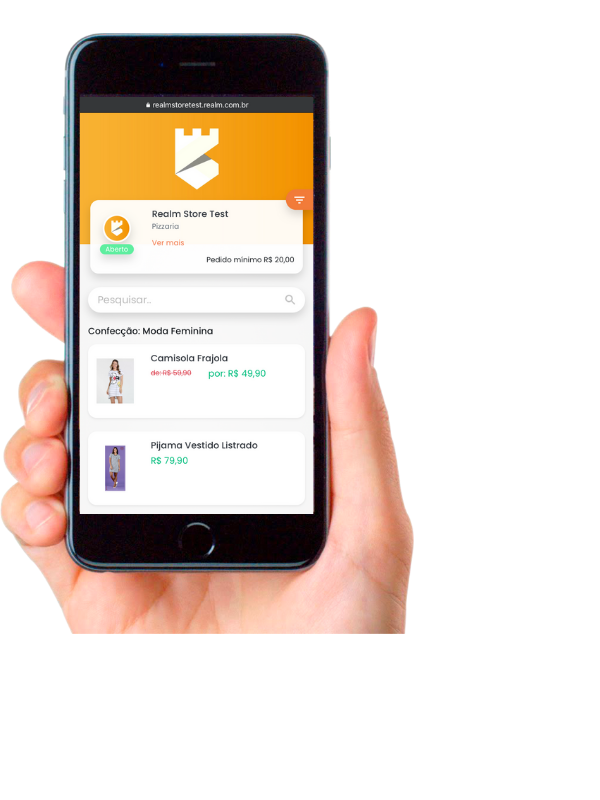 realmstoretest.realm.com.br
Realm Store Test
Pizzaria
Aberto
Ver mais
Pedido mínimo R$ 20,00
Pesquisar..
Confecção: Moda Feminina
Camisola Frajola
de: R$ 59,90 por: R$ 49,90
Pijama Vestido Listrado
R$ 79,90